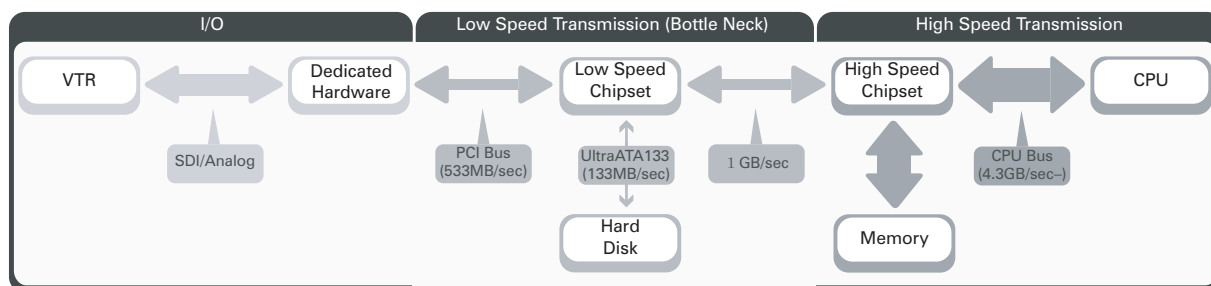 I/O
Low Speed Transmission (Bottle Neck)
High Speed Transmission
VTR
Dedicated
Hardware
Low Speed
Chipset
High Speed
Chipset
CPU
SDI/Analog
PCI Bus
(533MB/sec)
UltraATA133
(133MB/sec)
1 GB/sec
CPU Bus
(4.3GB/sec–)
Hard
Disk
Memory